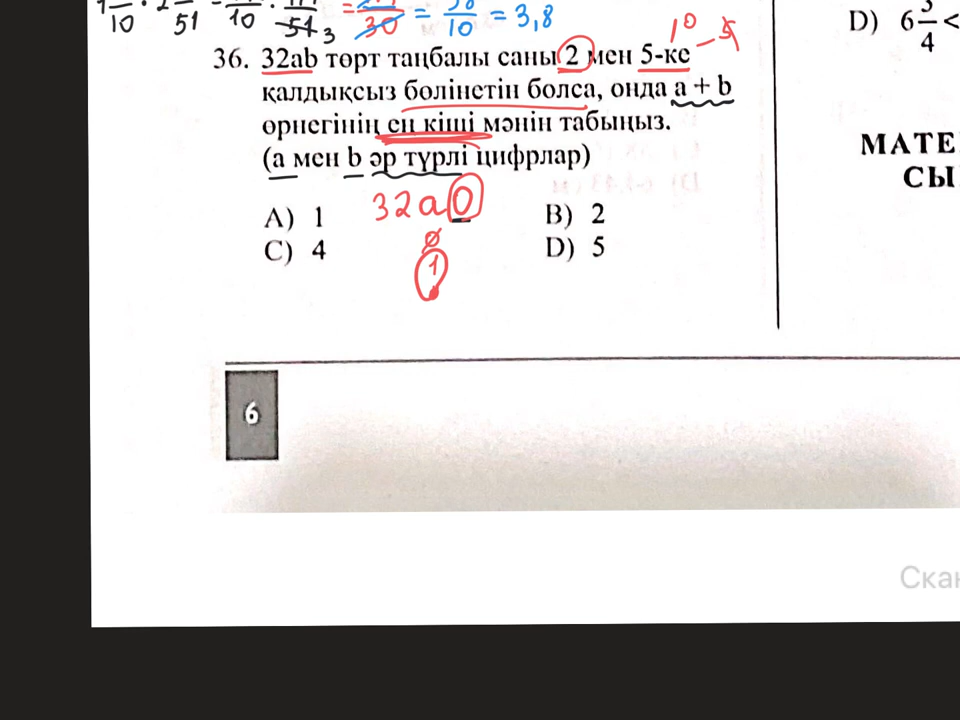 = 38/10 = 3,8
D) 6 3/4 <
10 -5
36. 32ab төрт таңбалы саны 2 мен 5-ке
қалдықсыз бөлінетін болса, онда a + b
өрнегінің ең кіші мәнін табыңыз.
(a мен b әр түрлі цифрлар)
32a0
0
1
A) 1
B) 2
C) 4
D) 5
МАТЕ
СЫ
6
Скан